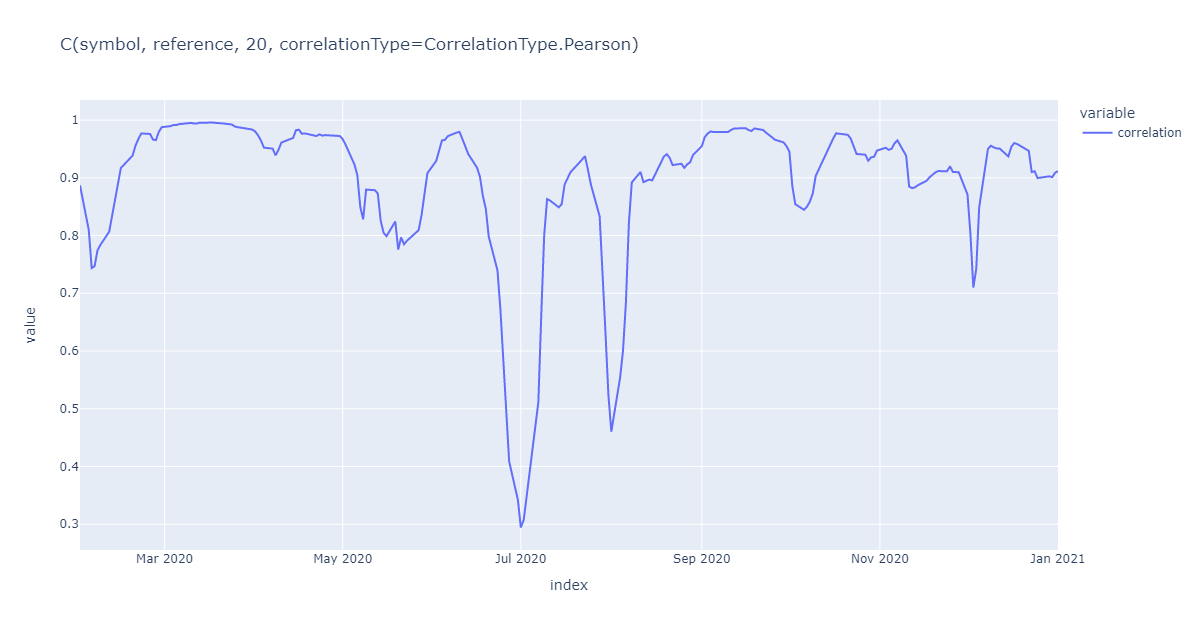 C(symbol, reference, 20, correlationType=CorrelationType.Pearson)
variable
correlation
1
0.9
0.8
0.7
0.6
0.5
0.4
0.3
value
Mar 2020
May 2020
Jul 2020
Sep 2020
Nov 2020
Jan 2021
index